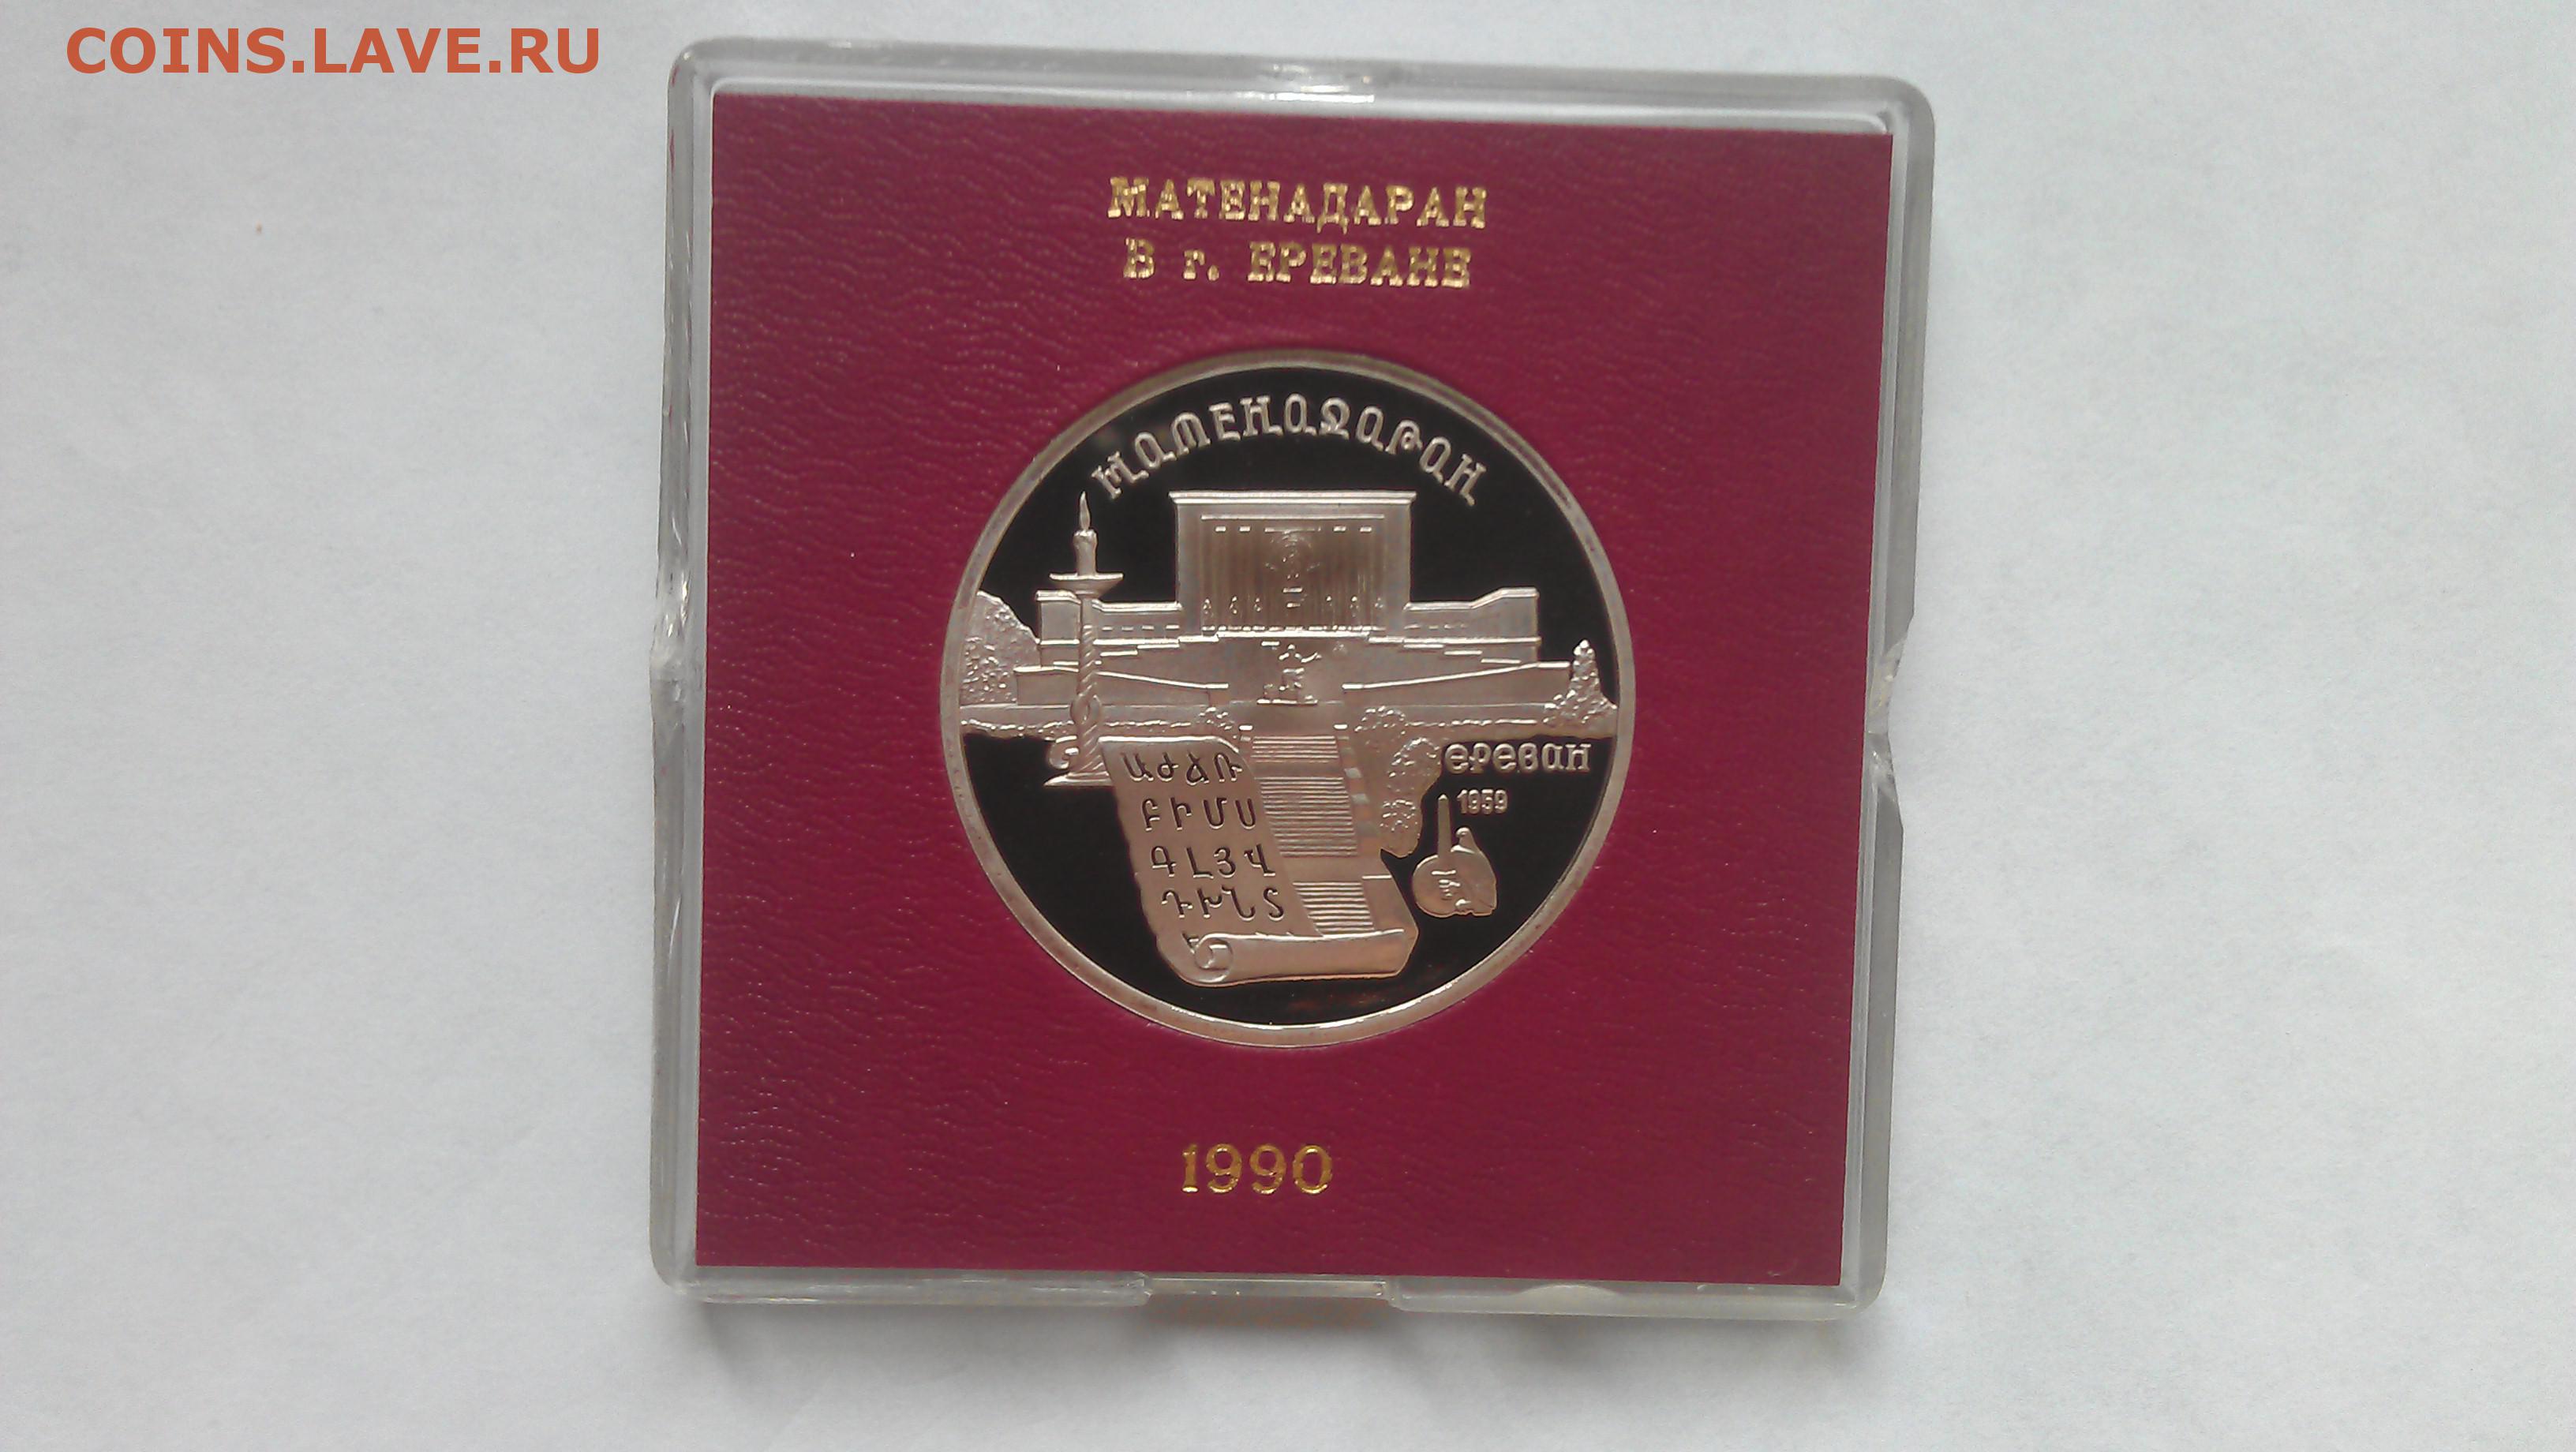 COINS.LAVE.RU
МАТЕНАДАРАН
В г. ЕРЕВАНЕ
МАТЕНАДАРАН
ЕРЕВАН
1959
Ա Ժ Ճ Ռ
Բ Ի Մ Ս
Գ Լ Յ Վ
Դ Խ Ն Տ
Ե
1990